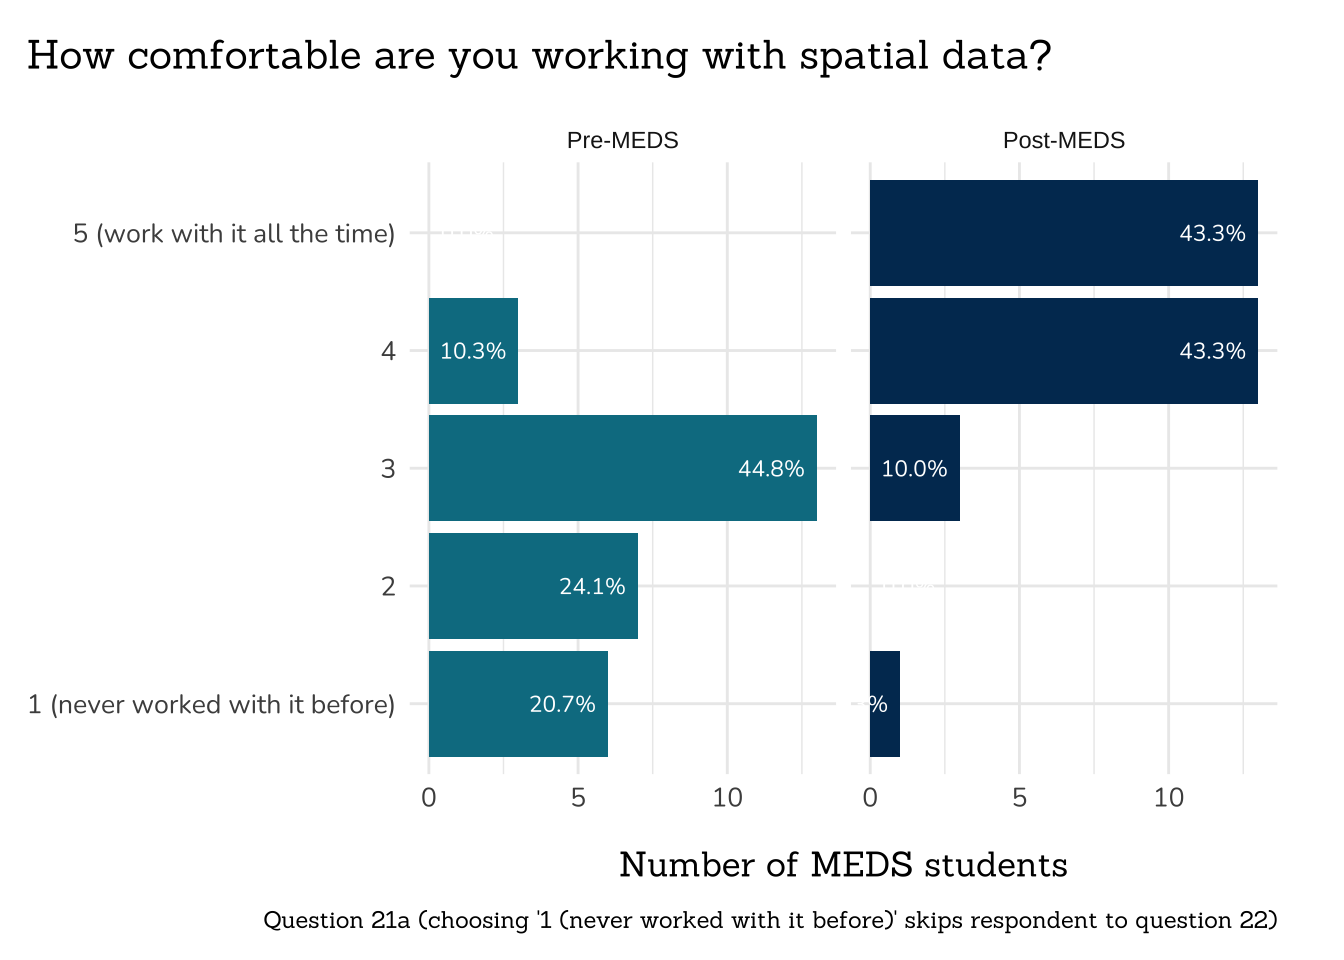 How comfortable are you working with spatial data?
Pre-MEDS
Post-MEDS
5 (work with it all the time)
43.3%
4
10.3%
43.3%
3
44.8%
10.0%
2
24.1%
1 (never worked with it before)
20.7%
%
0
5
10
0
5
10
Number of MEDS students
Question 21a (choosing '1 (never worked with it before)' skips respondent to question 22)